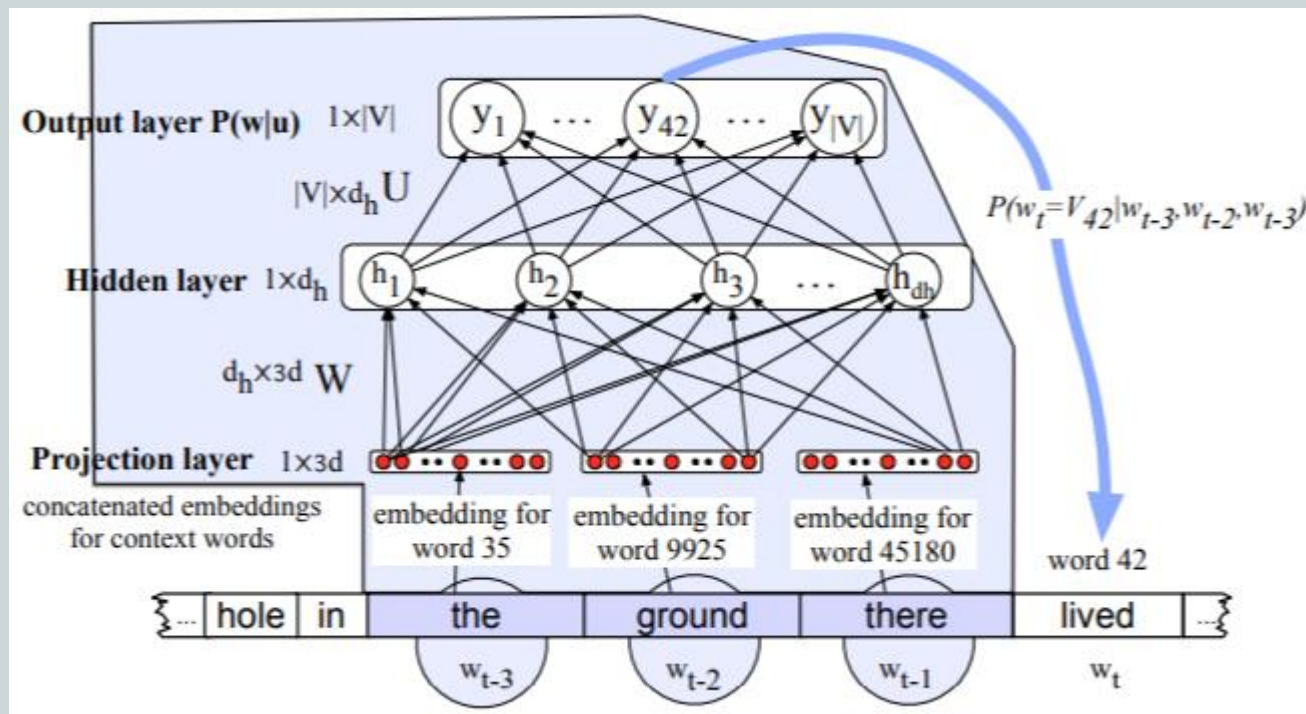 Output layer P(w|u) 1×|V|
y1 ... y42 ... y|V|
|V|×dh U
P(wt=V42|wt-3,wt-2,wt-3)
Hidden layer 1×dh
h1 h2 h3 ... hdh
dh×3d W
Projection layer 1×3d
concatenated embeddings
for context words
embedding for
word 35
embedding for
word 9925
embedding for
word 45180
word 42
... hole in the ground there lived ...
wt-3 wt-2 wt-1 wt